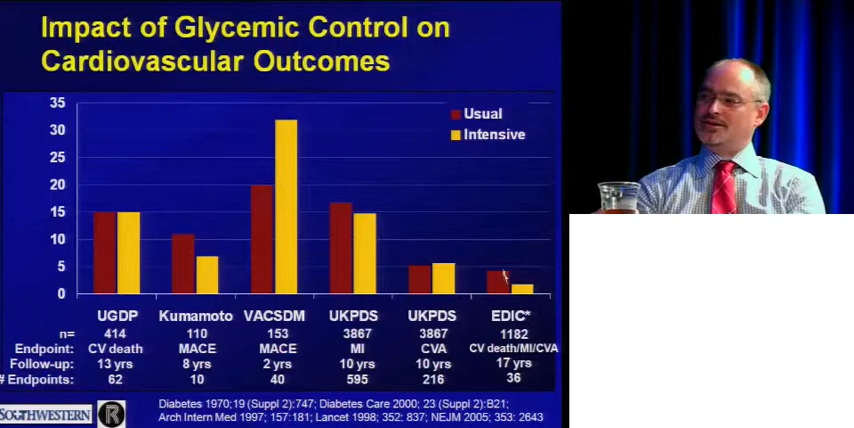 Impact of Glycemic Control on
Cardiovascular Outcomes
35
30
25
20
15
10
5
0
Usual
Intensive
UGDP Kumamoto VACSDM UKPDS UKPDS EDIC*
n= 414 110 153 3867 3867 1182
Endpoint: CV death MACE MACE MI CVA CV death/MI/CVA
Follow-up: 13 yrs 8 yrs 2 yrs 10 yrs 10 yrs 17 yrs
# Endpoints: 62 10 40 595 216 36
SOUTHWESTERN R
Diabetes 1970;19 (Suppl 2):747; Diabetes Care 2000; 23 (Suppl 2):B21;
Arch Intern Med 1997; 157:181; Lancet 1998; 352: 837; NEJM 2005; 353: 2643